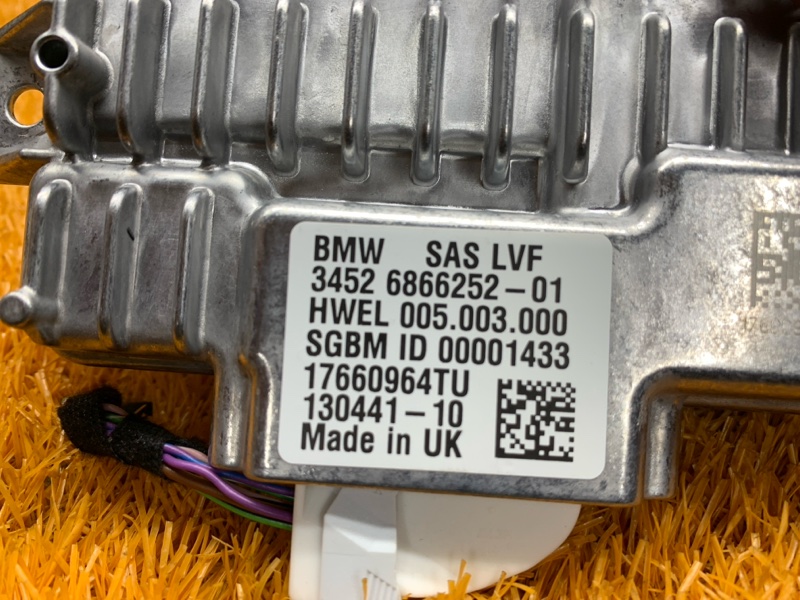 BMW SAS LVF
3452 6866252-01
HWEL 005.003.000
SGBM ID 00001433
17660964TU
130441-10
Made in UK